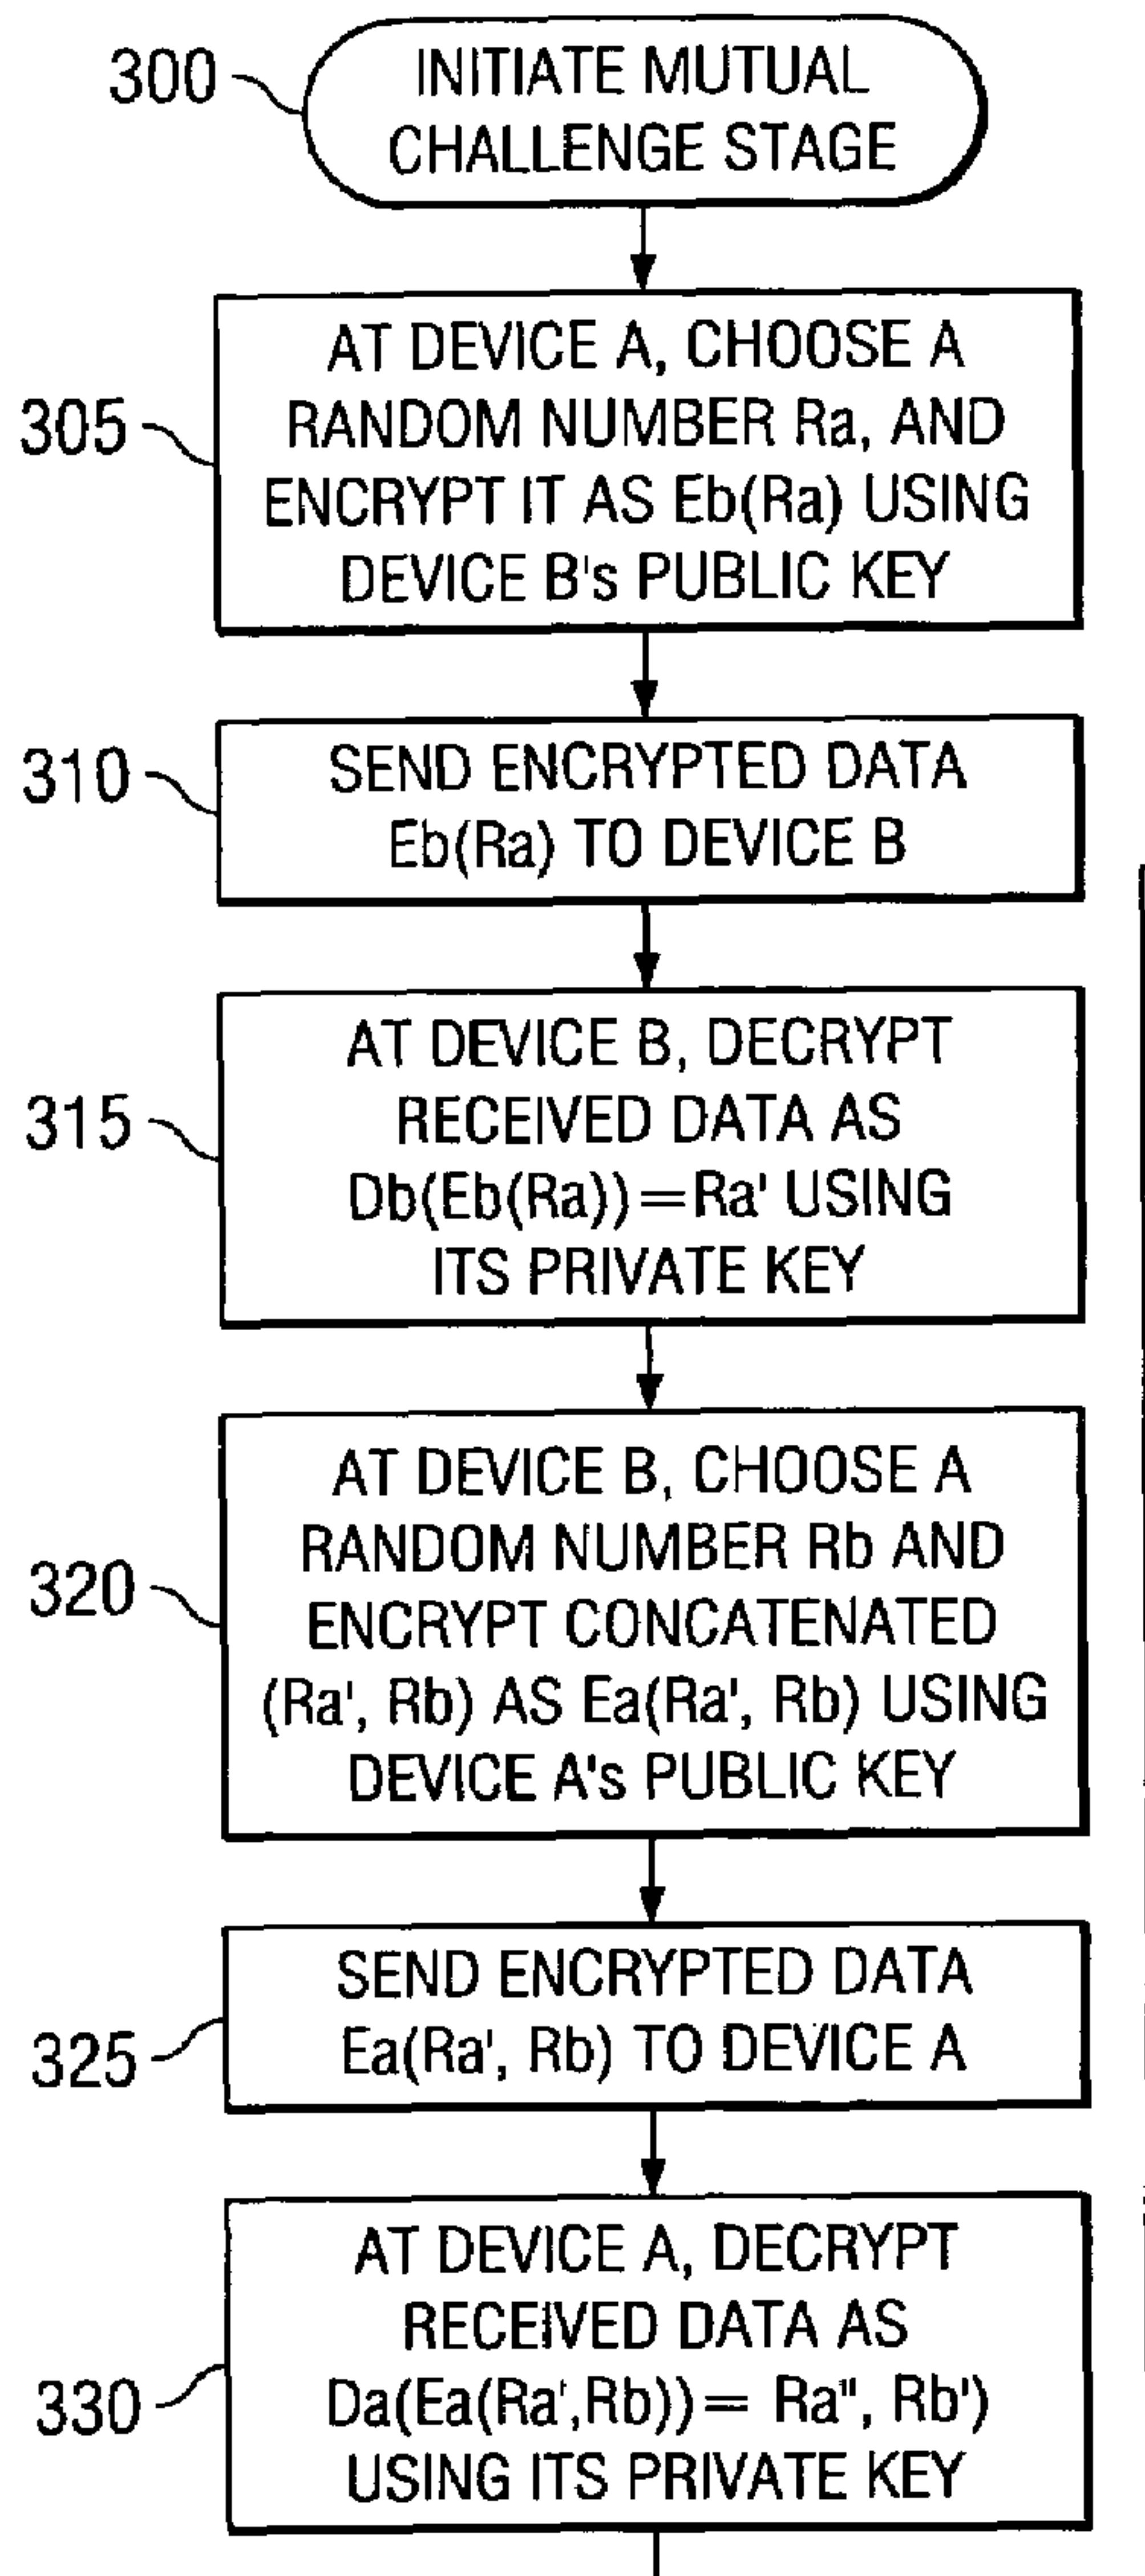 300
INITIATE MUTUAL
CHALLENGE STAGE
305
AT DEVICE A, CHOOSE A
RANDOM NUMBER Ra, AND
ENCRYPT IT AS Eb(Ra) USING
DEVICE B's PUBLIC KEY
310
SEND ENCRYPTED DATA
Eb(Ra) TO DEVICE B
315
AT DEVICE B, DECRYPT
RECEIVED DATA AS
Db(Eb(Ra))=Ra' USING
ITS PRIVATE KEY
320
AT DEVICE B, CHOOSE A
RANDOM NUMBER Rb AND
ENCRYPT CONCATENATED
(Ra', Rb) AS Ea(Ra', Rb) USING
DEVICE A's PUBLIC KEY
325
SEND ENCRYPTED DATA
Ea(Ra', Rb) TO DEVICE A
330
AT DEVICE A, DECRYPT
RECEIVED DATA AS
Da(Ea(Ra',Rb))= Ra", Rb')
USING ITS PRIVATE KEY